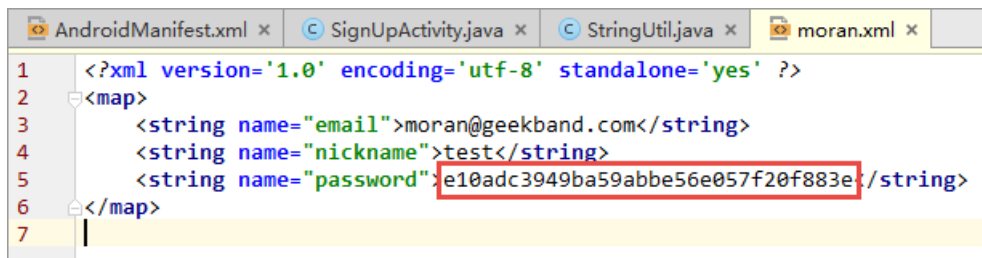 AndroidManifest.xml × SignUpActivity.java × StringUtil.java × moran.xml ×
1 <?xml version='1.0' encoding='utf-8' standalone='yes' ?>
2 <map>
3 <string name="email">moran@geekband.com</string>
4 <string name="nickname">test</string>
5 <string name="password">e10adc3949ba59abbe56e057f20f883e</string>
6 </map>
7